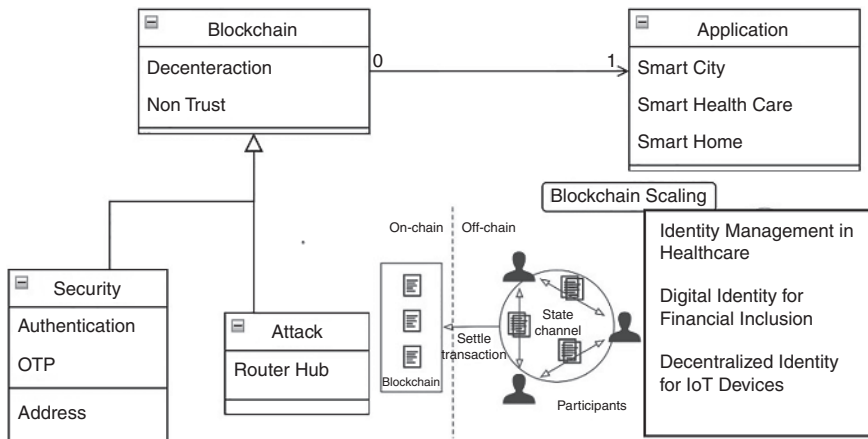 Blockchain
Decenteraction
Non Trust
0
1
Application
Smart City
Smart Health Care
Smart Home
Blockchain Scaling
Security
Authentication
OTP
Address
Attack
Router Hub
On-chain
Off-chain
Blockchain
Settle
transaction
State
channel
Participants
Identity Management in
Healthcare
Digital Identity for
Financial Inclusion
Decentralized Identity
for IoT Devices